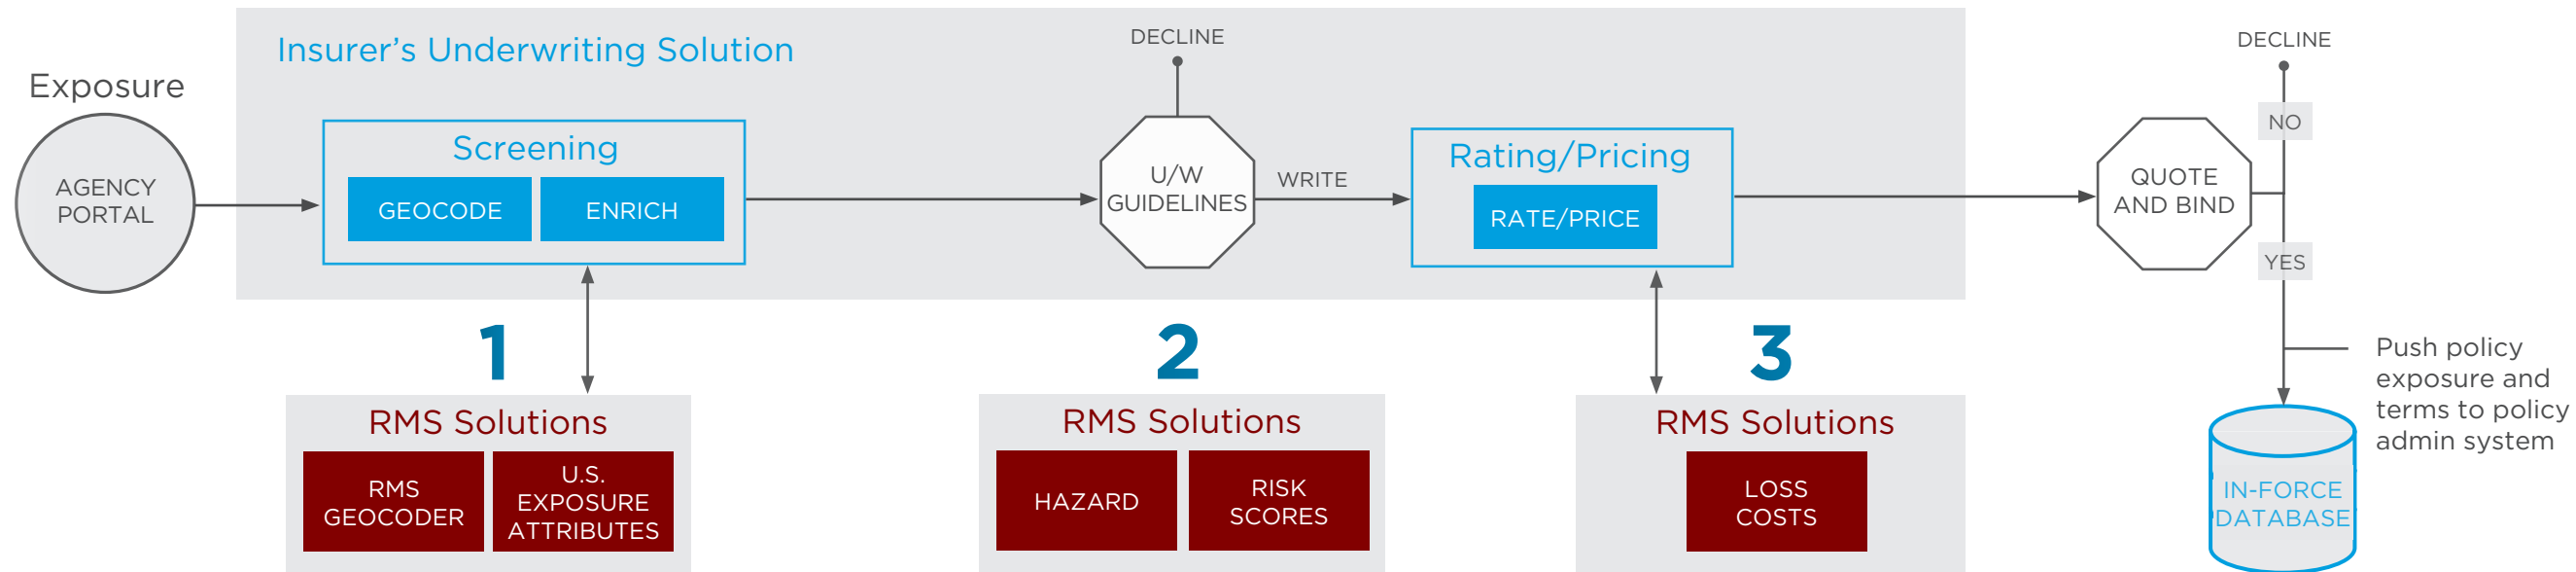 Insurer’s Underwriting Solution
Exposure
AGENCY
PORTAL
Screening
GEOCODE
ENRICH
DECLINE
U/W
GUIDELINES
WRITE
Rating/Pricing
RATE/PRICE
QUOTE
AND BIND
DECLINE
NO
YES
Push policy
exposure and
terms to policy
admin system
IN-FORCE
DATABASE
1
RMS Solutions
RMS
GEOCODER
U.S.
EXPOSURE
ATTRIBUTES
2
RMS Solutions
HAZARD
RISK
SCORES
3
RMS Solutions
LOSS
COSTS